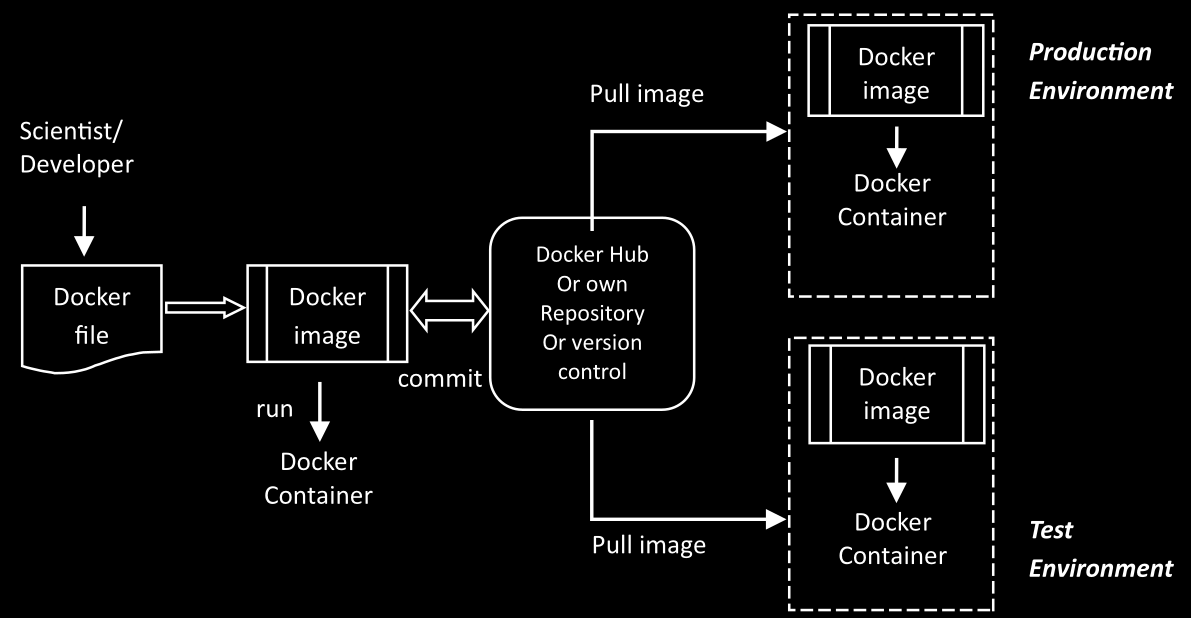 Scientist/
Developer
Docker
file
Docker
image
run
Docker
Container
commit
Docker Hub
Or own
Repository
Or version
control
Pull image
Docker
image
Docker
Container
Production
Environment
Pull image
Docker
image
Docker
Container
Test
Environment